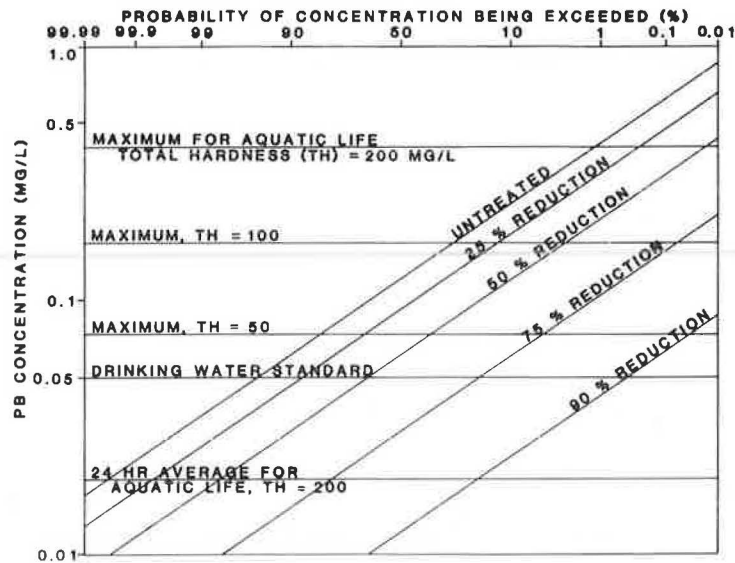 PROBABILITY OF CONCENTRATION BEING EXCEEDED (%)
99.99 99.9 99 90 50 10 1 0.1 0.01
1.0
0.5
MAXIMUM FOR AQUATIC LIFE
TOTAL HARDNESS (TH) = 200 MG/L
UNTREATED
25 % REDUCTION
MAXIMUM, TH = 100
50 % REDUCTION
75 % REDUCTION
0.1
MAXIMUM, TH = 50
90 % REDUCTION
DRINKING WATER STANDARD
0.05
24 HR AVERAGE FOR
AQUATIC LIFE, TH = 200
0.01
PB CONCENTRATION (MG/L)